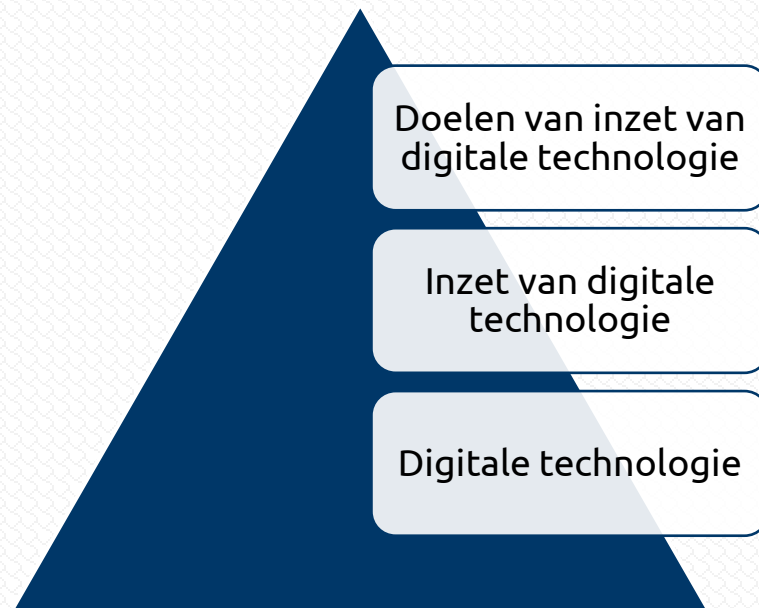 Doelen van inzet van
digitale technologie
Inzet van digitale
technologie
Digitale technologie